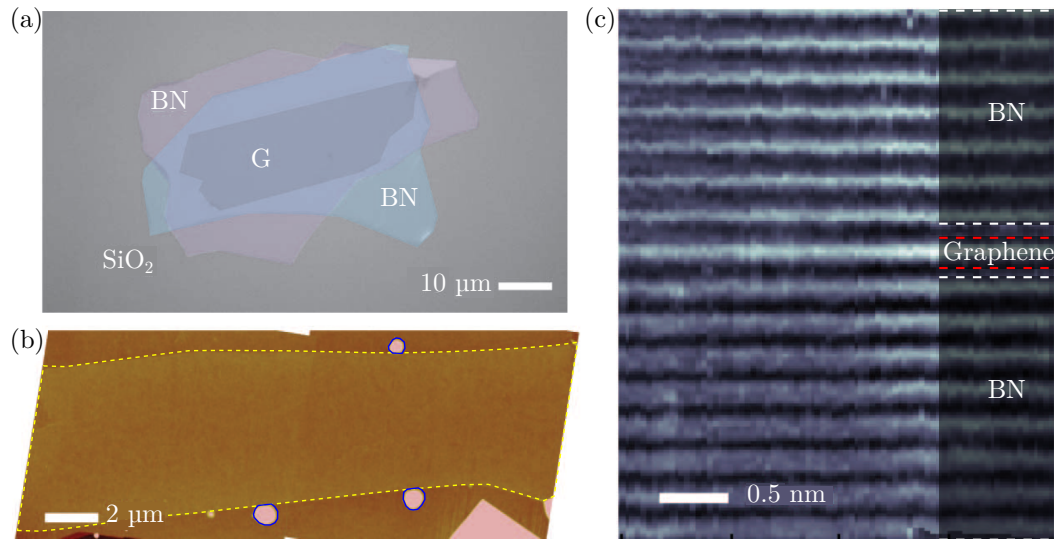 (a)
BN
G
BN
SiO₂
10 µm
(b)
2 µm
(c)
BN
Graphene
BN
0.5 nm